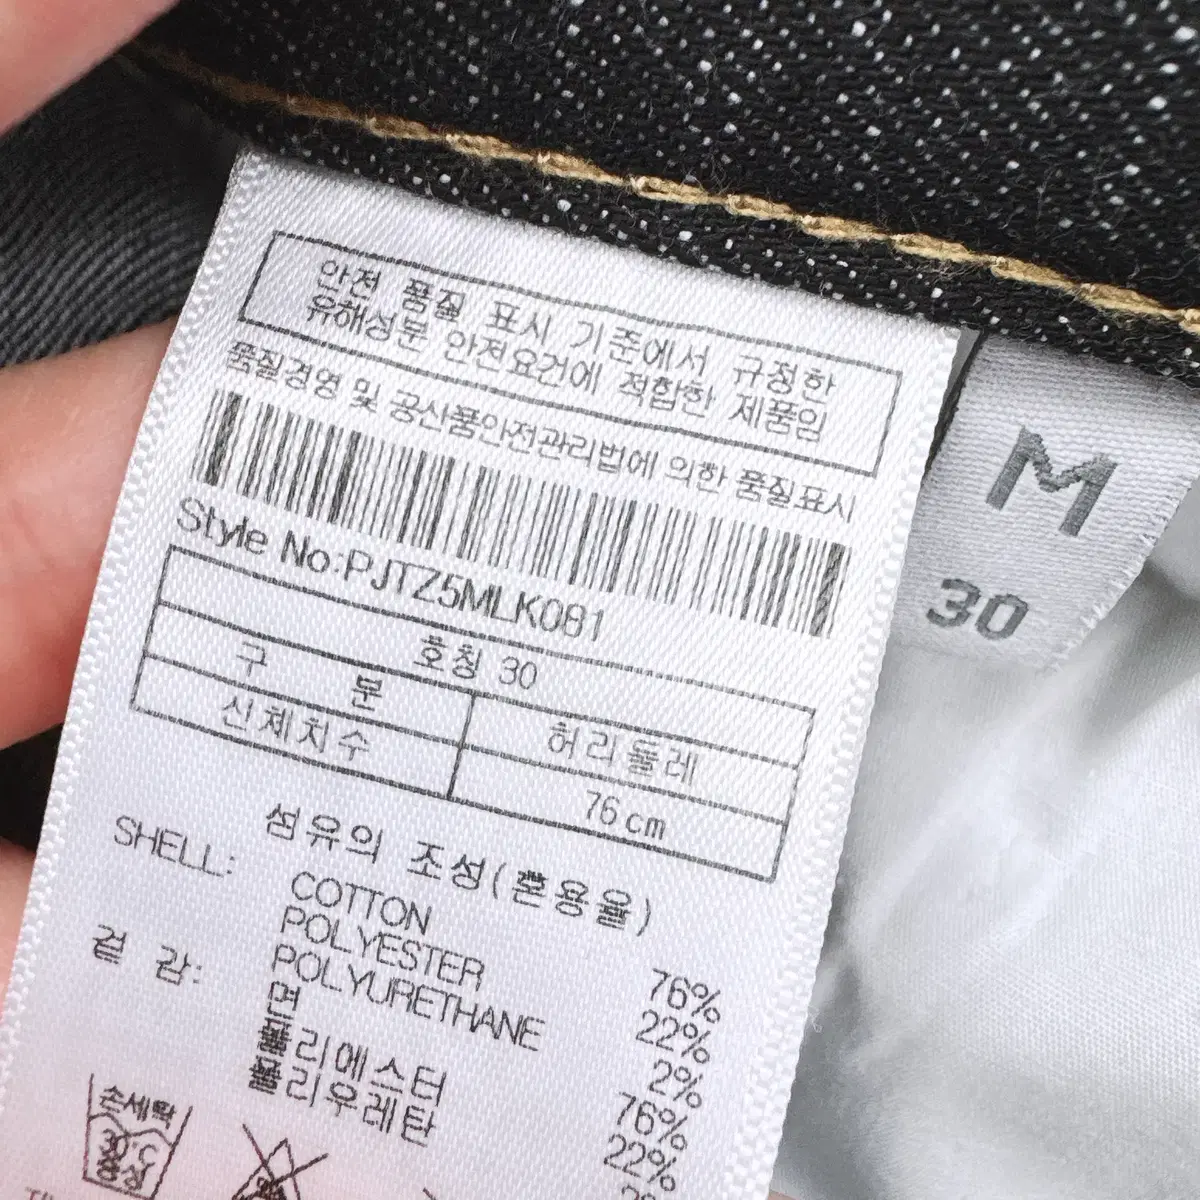 안전 품질 표시 기준에서 규정한
유해성분 안전요건에 적합한 제품임
품질경영 및 공산품안전관리법에 의한 품질표시
Style No:PJTZ5MLK081
호칭 30
구 분 허리둘레
신체치수 76cm
섬유의 조성(혼용율)
SHELL: COTTON 76%
POLYESTER 22%
POLYURETHANE 2%
겉 감: 면 76%
폴리에스터 22%
폴리우레탄
손세탁
30℃
중성
M
30